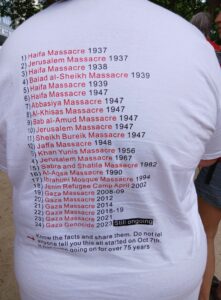 1) Haifa Massacre 1937
2) Jerusalem Massacre 1937
3) Haifa Massacre 1938
4) Balad al-Sheikh Massacre 1939
5) Haifa Massacre 1939
6) Haifa Massacre 1947
7) Abbasiya Massacre 1947
8) Al-Khisas Massacre 1947
9) Bab al-Amud Massacre 1947
10) Jerusalem Massacre 1947
11) Sheikh Bureik Massacre 1947
12) Jaffa Massacre 1948
13) Khan Yunis Massacre 1956
14) Jerusalem Massacre 1967
15) Sabra and Shatila Massacre 1982
16) Al-Aqsa Massacre 1990
17) Ibrahimi Mosque Massacre 1994
18) Jenin Refugee Camp April 2002
19) Gaza Massacre 2008-09
20) Gaza Massacre 2012
21) Gaza Massacre 2014
22) Gaza Massacre 2018-19
23) Gaza Massacre 2021
24) Gaza Genocide 2023 Still ongoing
Know the facts and share them. Do not let
anyone tell you this all started on Oct 7th.
been going on for over 75 years